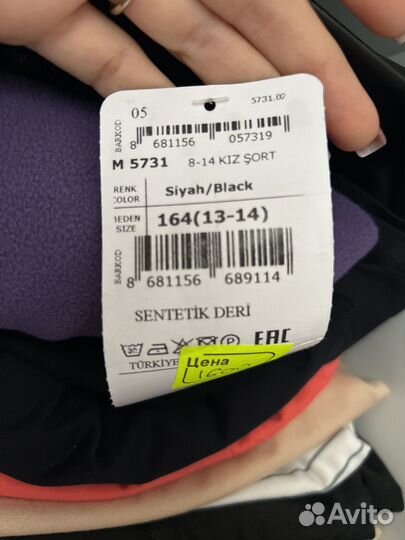 05
5731.02
BARKOD
8 681156 057319
M 5731 8-14 KIZ ŞORT
RENK
COLOR
Siyah/Black
BEDEN
SIZE
164(13-14)
BARKOD
8 681156 689114
SENTETİK DERİ
EAC
TÜRKİYE
Цена
Avito